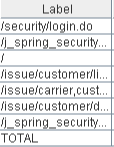 Label
/security/login.do
/j_spring_security...
/
/issue/customer/li...
/issue/carrier,cust...
/issue/customer/d...
/j_spring_security...
TOTAL